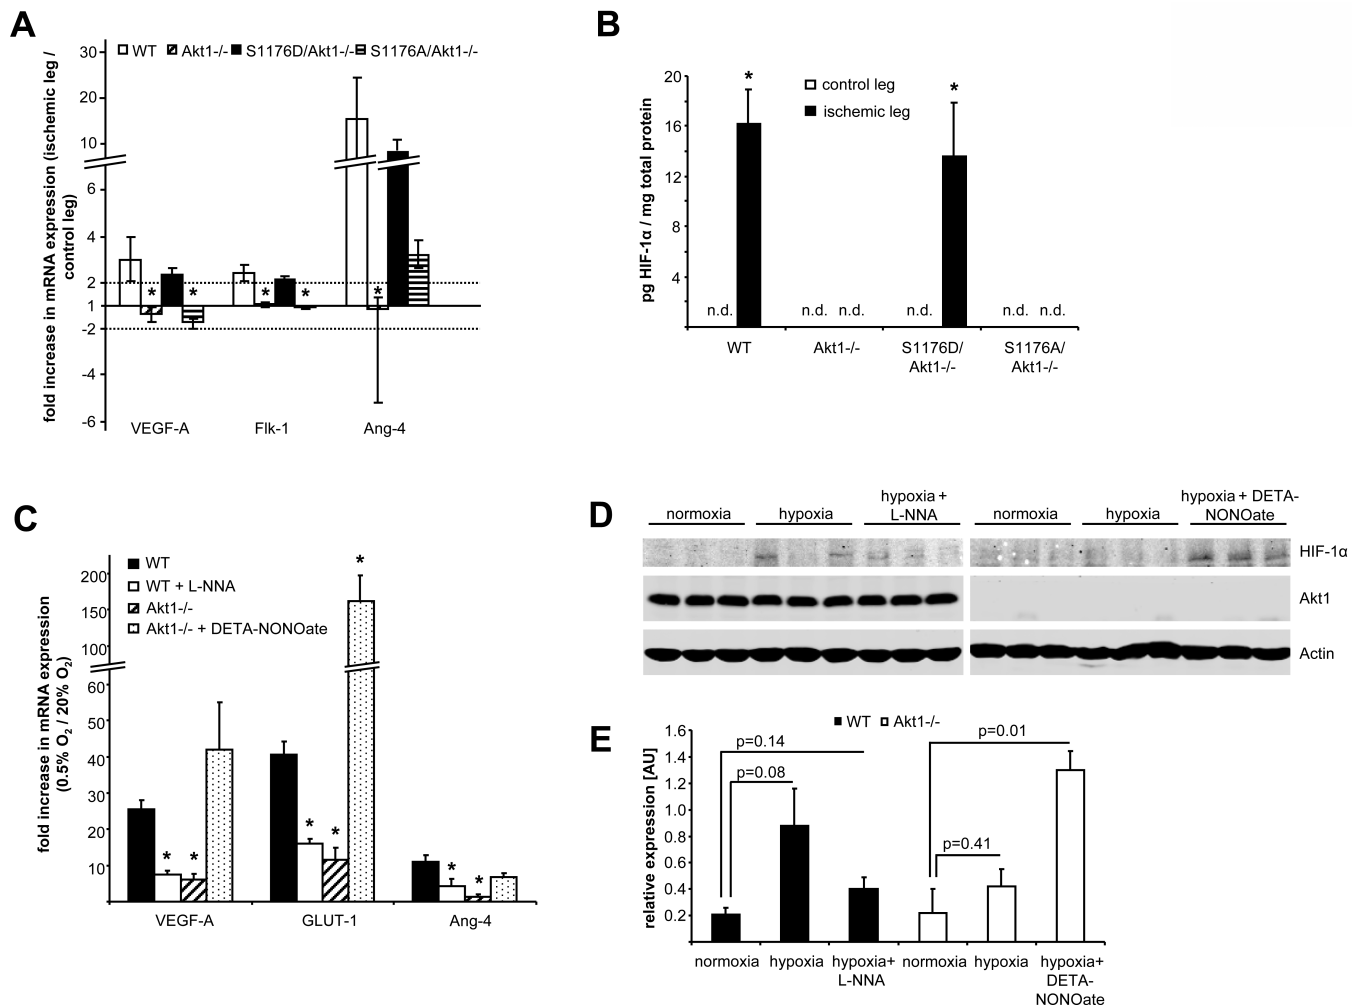 A
fold increase in mRNA expression (ischemic leg /
control leg)
WT Akt1-/- S1176D/Akt1-/- S1176A/Akt1-/-
30
20
10
6
4
2
1
-2
-4
-6
* * * * *
VEGF-A Flk-1 Ang-4
B
pg HIF-1α / mg total protein
20
16
12
8
4
control leg
ischemic leg
* *
n.d. n.d. n.d. n.d. n.d. n.d.
WT Akt1-/- S1176D/ S1176A/
Akt1-/- Akt1-/-
C
fold increase in mRNA expression
(0.5% O2 / 20% O2)
WT
WT + L-NNA
Akt1-/-
Akt1-/- + DETA-NONOate
200
150
100
60
50
40
30
20
10
*
* * * * * *
VEGF-A GLUT-1 Ang-4
D
hypoxia + hypoxia + DETA-
normoxia hypoxia L-NNA normoxia hypoxia NONOate
HIF-1α
Akt1
Actin
E
relative expression [AU]
WT Akt1-/-
1.6
1.4
1.2
1.0
0.8
0.6
0.4
0.2
p=0.14
p=0.08
p=0.01
p=0.41
normoxia hypoxia hypoxia+ normoxia hypoxia hypoxia+
L-NNA DETA-
NONOate